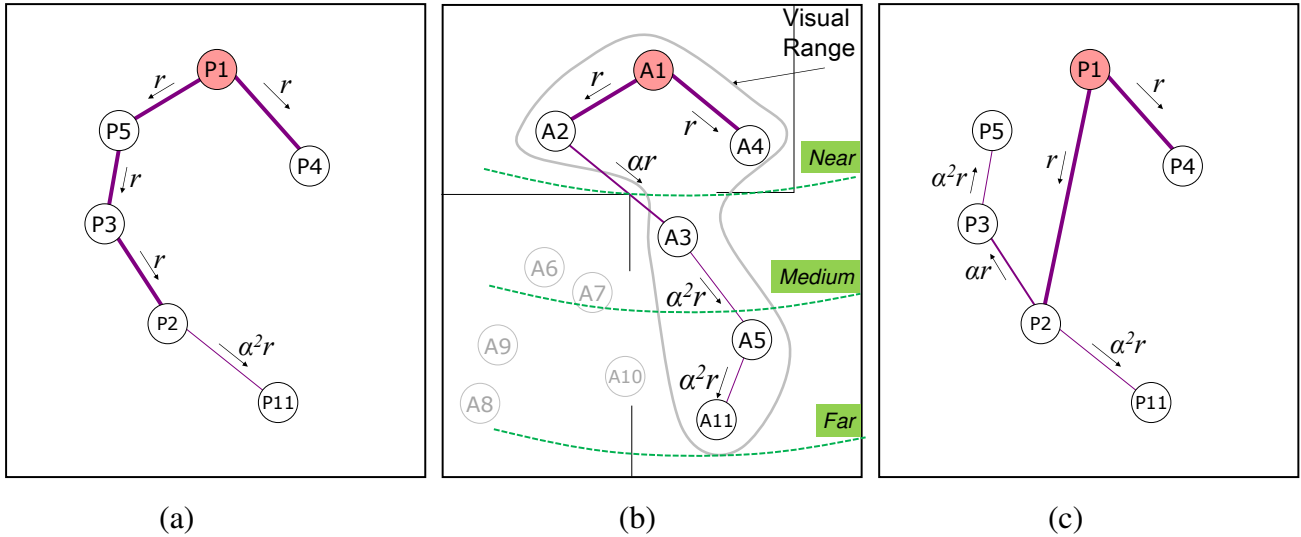 P1
r
r
P5
P4
r
P3
r
P2
α²r
P11
(a)
Visual
Range
A1
r
A2
r
A4
αr
Near
A3
A6
A7
Medium
α²r
A5
A9
A10
α²r
A8
A11
Far
(b)
P1
r
P5
P4
r
α²r
P3
αr
P2
α²r
P11
(c)